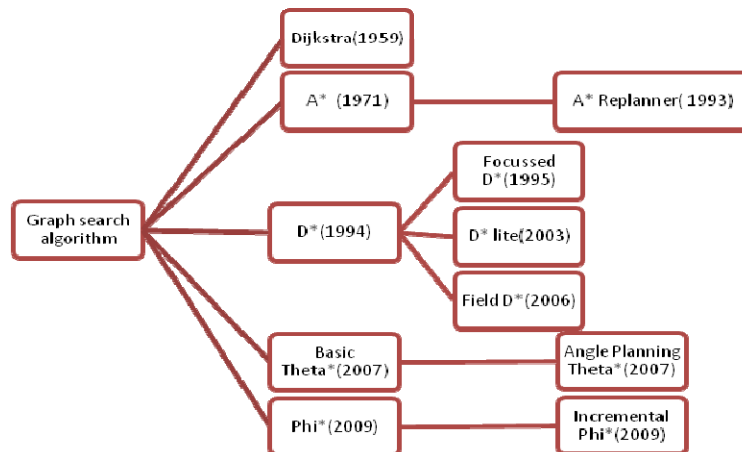 Dijkstra(1959)
A* (1971)
A* Replanner( 1993)
Focussed
D*(1995)
Graph search
algorithm
D*(1994)
D* lite(2003)
Field D*(2006)
Basic
Theta*(2007)
Angle Planning
Theta*(2007)
Phi*(2009)
Incremental
Phi*(2009)